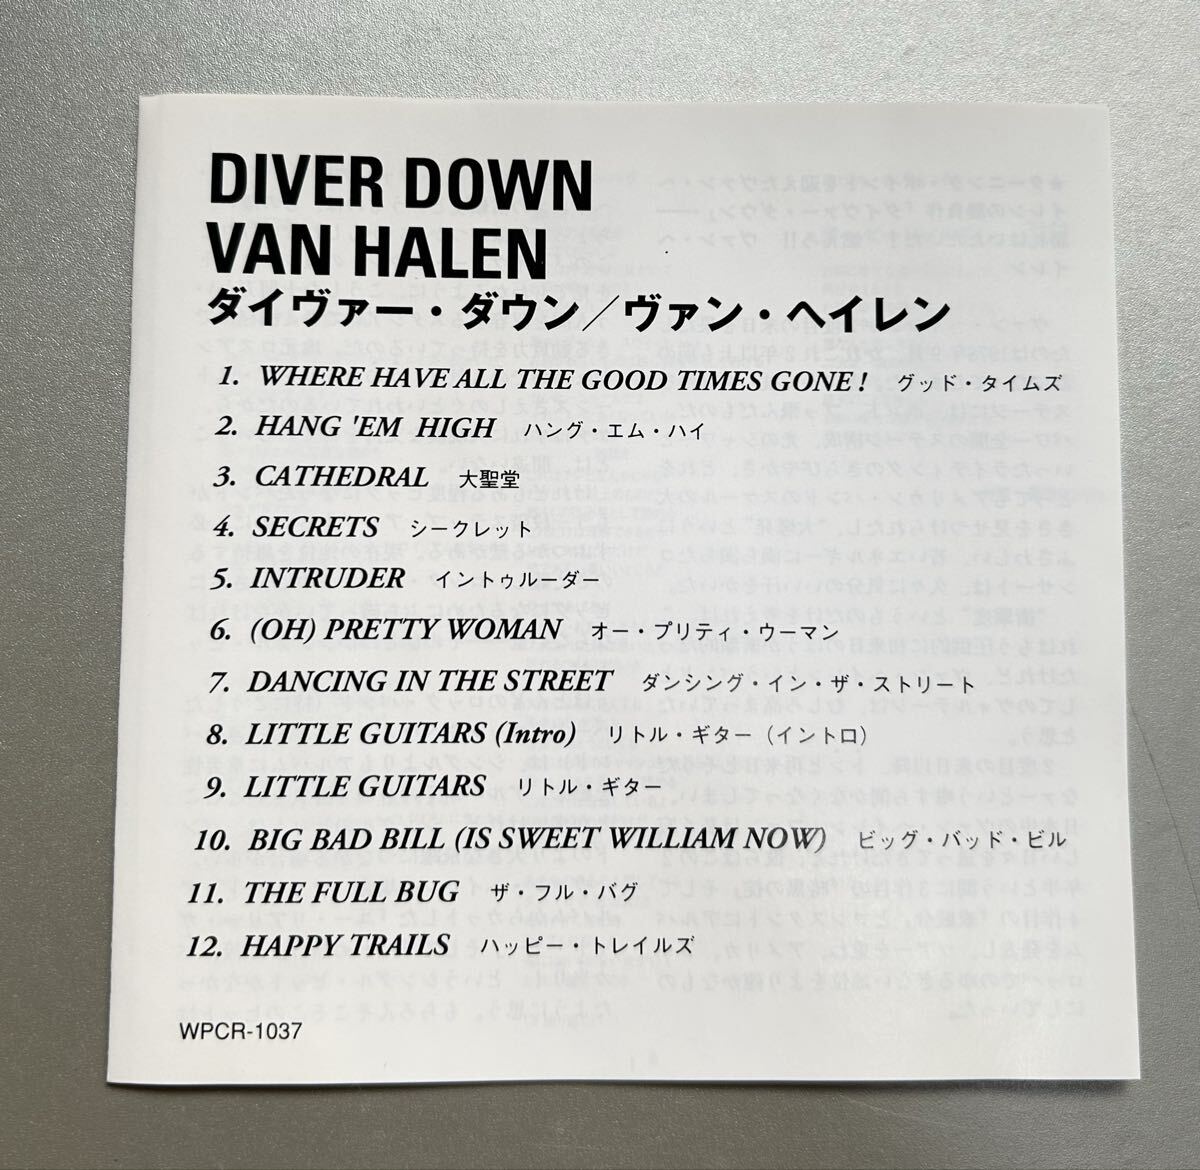 DIVER DOWN
VAN HALEN
ダイヴァー・ダウン／ヴァン・ヘイレン
1. WHERE HAVE ALL THE GOOD TIMES GONE! グッド・タイムズ
2. HANG 'EM HIGH ハング・エム・ハイ
3. CATHEDRAL 大聖堂
4. SECRETS シークレット
5. INTRUDER イントゥルーダー
6. (OH) PRETTY WOMAN オー・プリティ・ウーマン
7. DANCING IN THE STREET ダンシング・イン・ザ・ストリート
8. LITTLE GUITARS (Intro) リトル・ギター（イントロ）
9. LITTLE GUITARS リトル・ギター
10. BIG BAD BILL (IS SWEET WILLIAM NOW) ビッグ・バッド・ビル
11. THE FULL BUG ザ・フル・バグ
12. HAPPY TRAILS ハッピー・トレイルズ
WPCR-1037